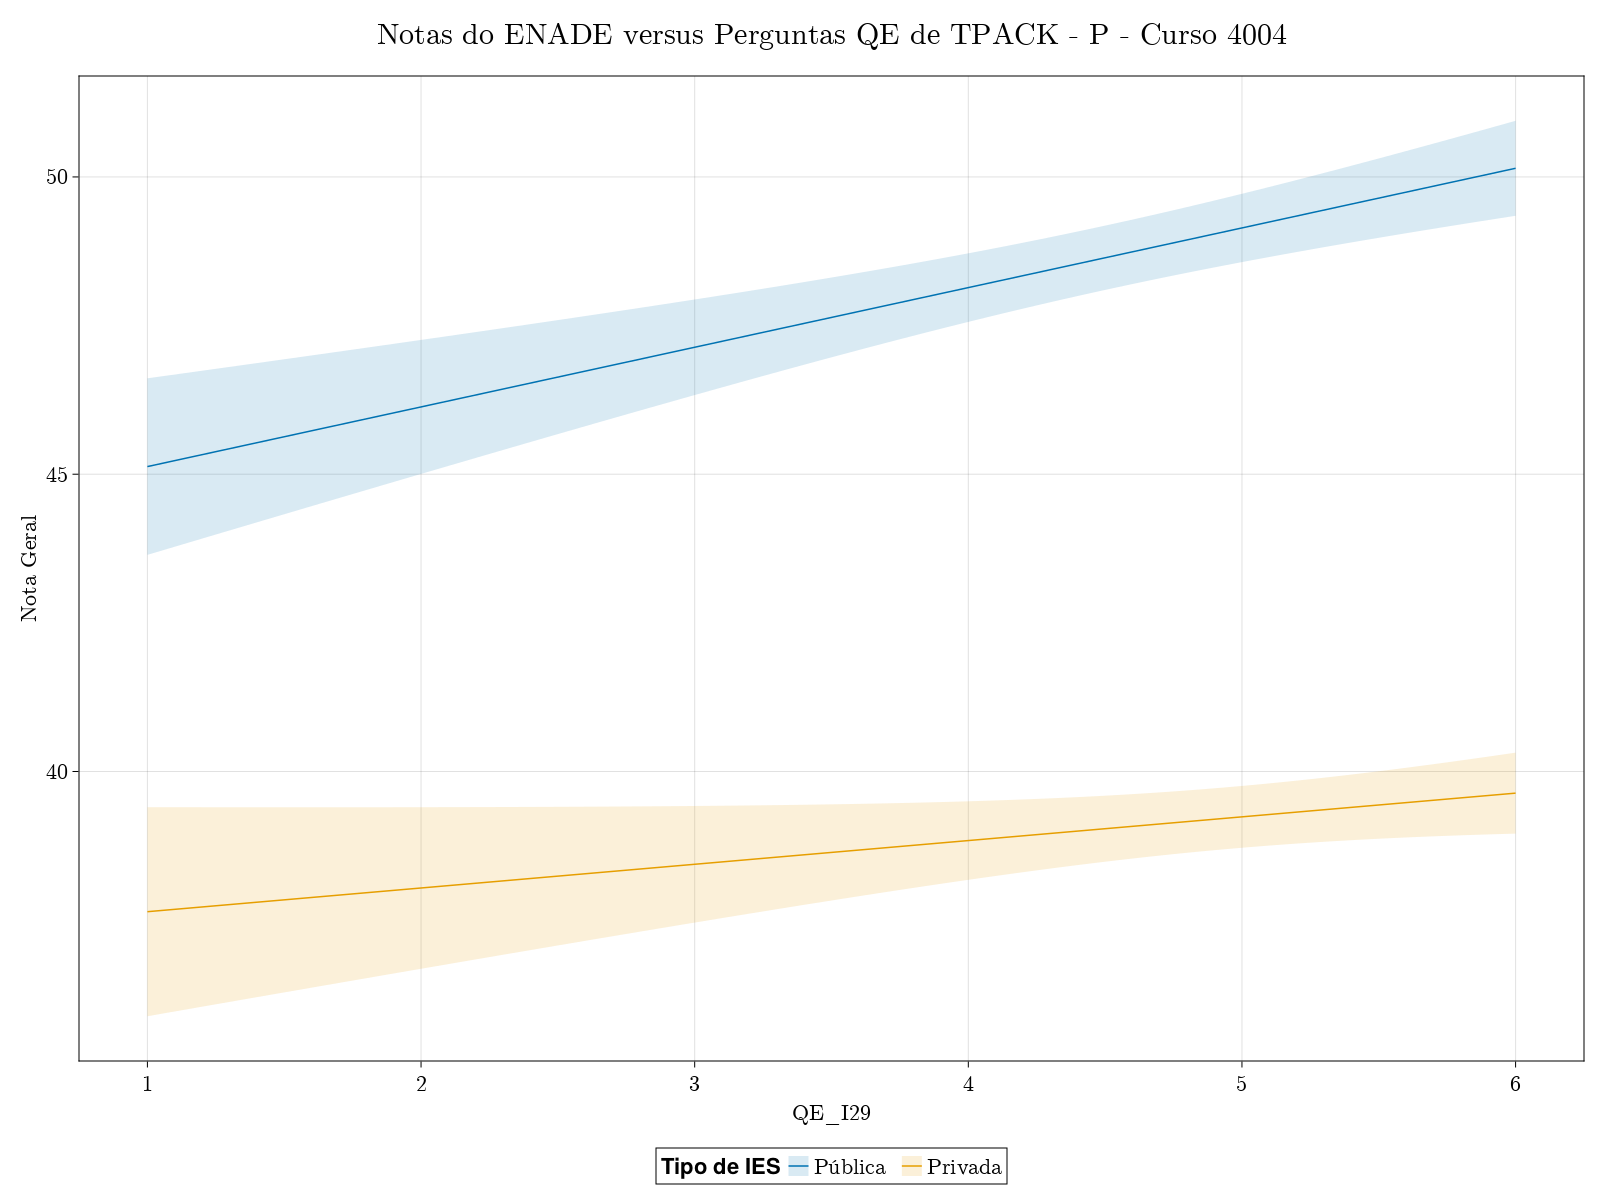 Notas do ENADE versus Perguntas QE de TPACK - P - Curso 4004
50
45
40
Nota Geral
1 2 3 4 5 6
QE_I29
Tipo de IES Pública Privada